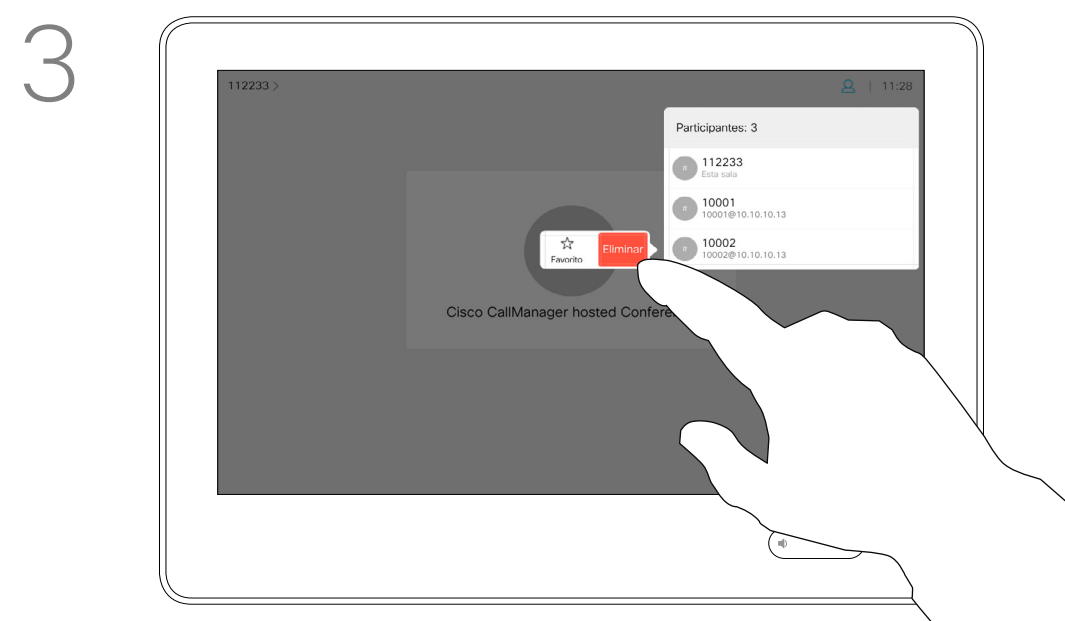 3
112233 >
11:28
Participantes: 3
# 112233
Esta sala
# 10001
10001@10.10.10.13
# 10002
10002@10.10.10.13
Favorito
Eliminar
Cisco CallManager hosted Confere